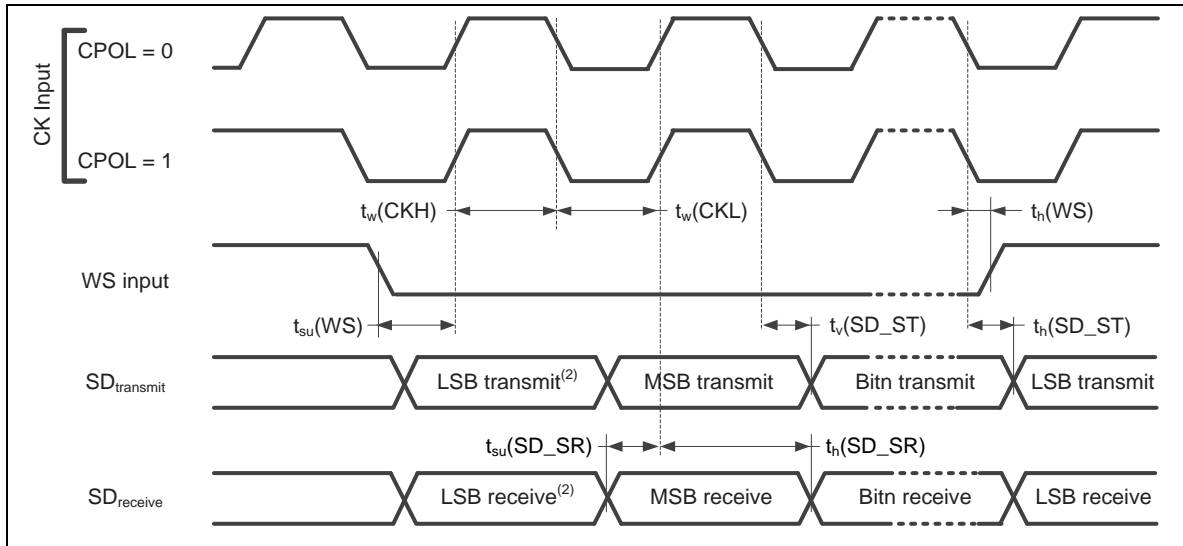 CK Input
CPOL = 0
CPOL = 1
tw(CKH)
tw(CKL)
th(WS)
WS input
tsu(WS)
tv(SD_ST)
th(SD_ST)
SDtransmit
LSB transmit(2)
MSB transmit
Bitn transmit
LSB transmit
tsu(SD_SR)
th(SD_SR)
SDreceive
LSB receive(2)
MSB receive
Bitn receive
LSB receive